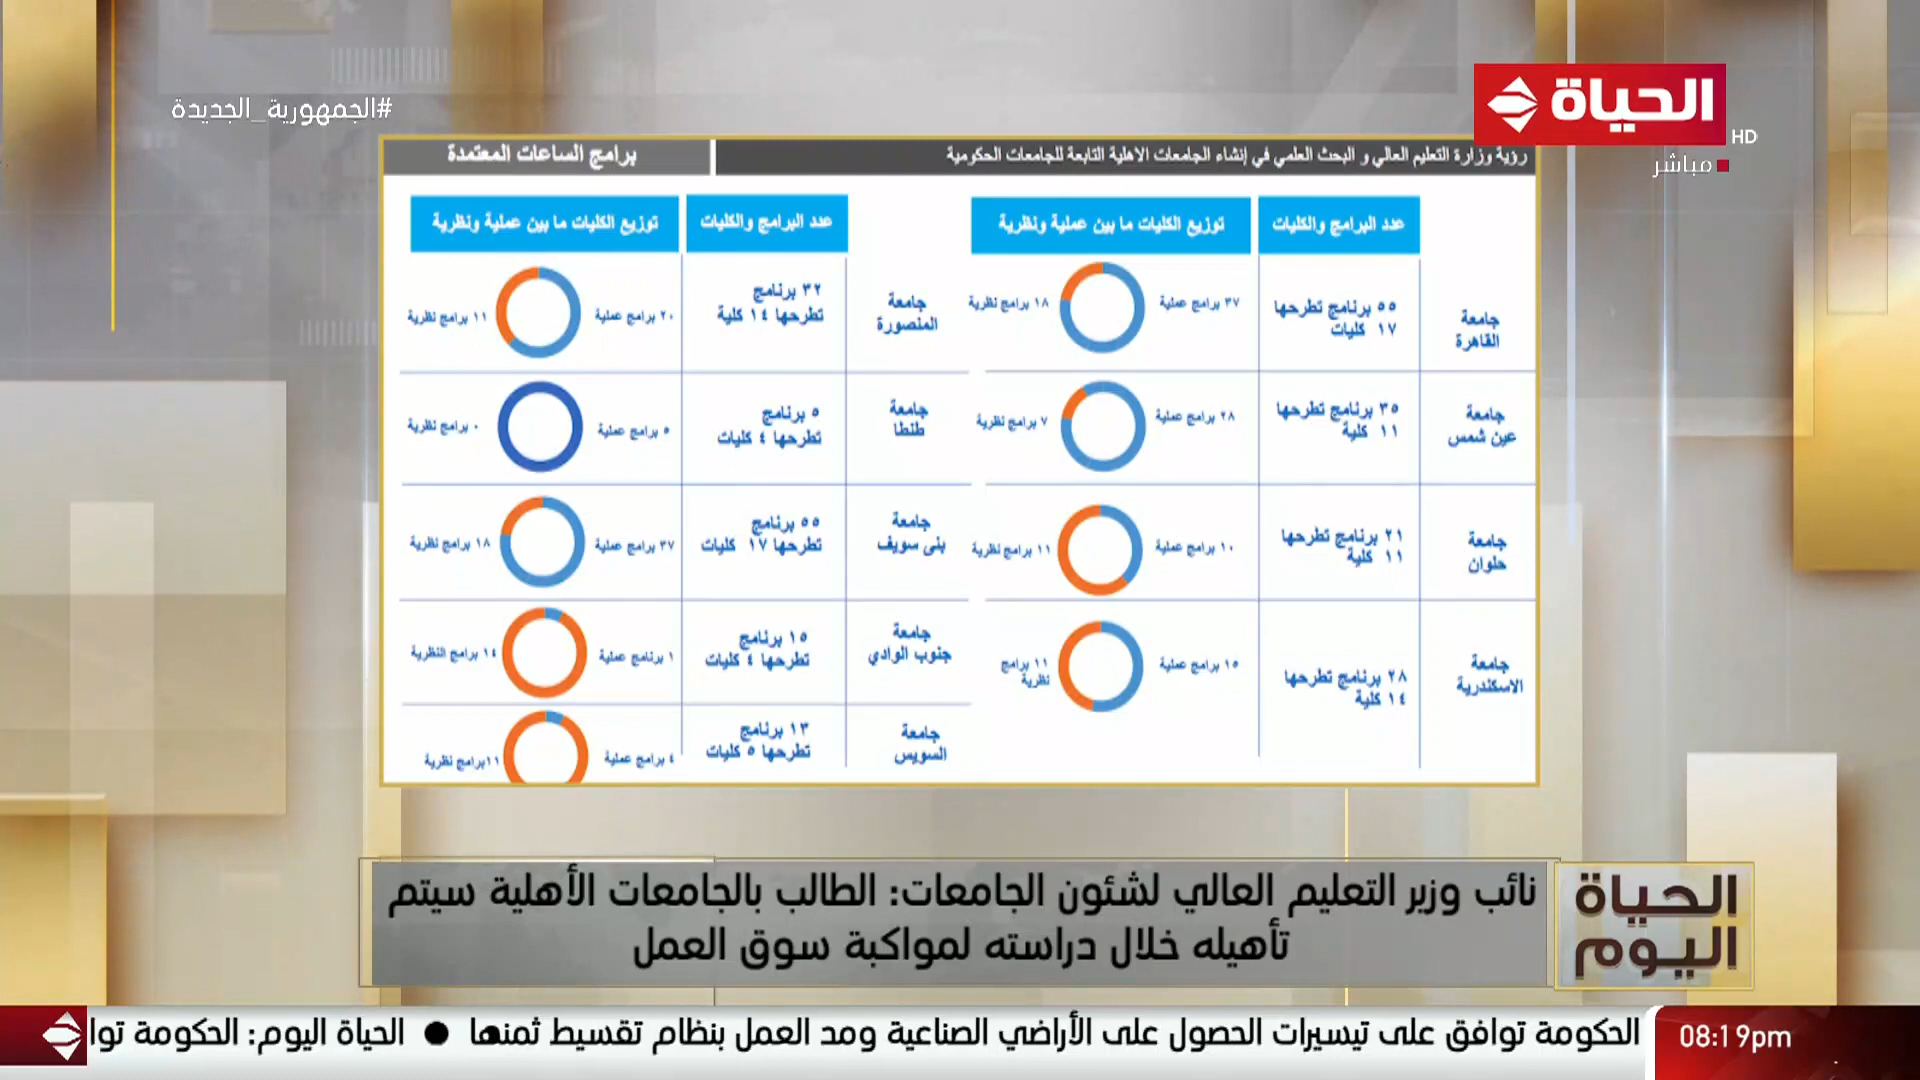 #الجمهورية_الجديدة
الحياة
HD
مباشر
رؤية وزارة التعليم العالي و البحث العلمي في إنشاء الجامعات الاهلية التابعة للجامعات الحكومية
برامج الساعات المعتمدة
عدد البرامج والكليات
توزيع الكليات ما بين عملية ونظرية
جامعة
القاهرة
٥٥ برنامج تطرحها
١٧ كليات
٣٧ برامج عملية
١٨ برامج نظرية
جامعة
عين شمس
٣٥ برنامج تطرحها
١١ كلية
٢٨ برامج عملية
٧ برامج نظرية
جامعة
حلوان
٢١ برنامج تطرحها
١١ كلية
١٠ برامج عملية
١١ برامج نظرية
جامعة
الاسكندرية
٢٨ برنامج تطرحها
١٤ كلية
١٥ برامج عملية
١١ برامج
نظرية
عدد البرامج والكليات
توزيع الكليات ما بين عملية ونظرية
جامعة
المنصورة
٣٢ برنامج
تطرحها ١٤ كلية
٢٠ برامج عملية
١١ برامج نظرية
جامعة
طنطا
٥ برنامج
تطرحها ٤ كليات
٥ برامج عملية
٠ برامج نظرية
جامعة
بنى سويف
٥٥ برنامج
تطرحها ١٧ كليات
٣٧ برامج عملية
١٨ برامج نظرية
جامعة
جنوب الوادي
١٥ برنامج
تطرحها ٤ كليات
١ برنامج عملية
١٤ برامج النظرية
جامعة
السويس
١٣ برنامج
تطرحها ٥ كليات
٤ برامج عملية
١١برامج نظرية
الحياة
اليوم
نائب وزير التعليم العالي لشئون الجامعات: الطالب بالجامعات الأهلية سيتم
تأهيله خلال دراسته لمواكبة سوق العمل
08:19pm
الحكومة توافق على تيسيرات الحصول على الأراضي الصناعية ومد العمل بنظام تقسيط ثمنها ● الحياة اليوم: الحكومة توا